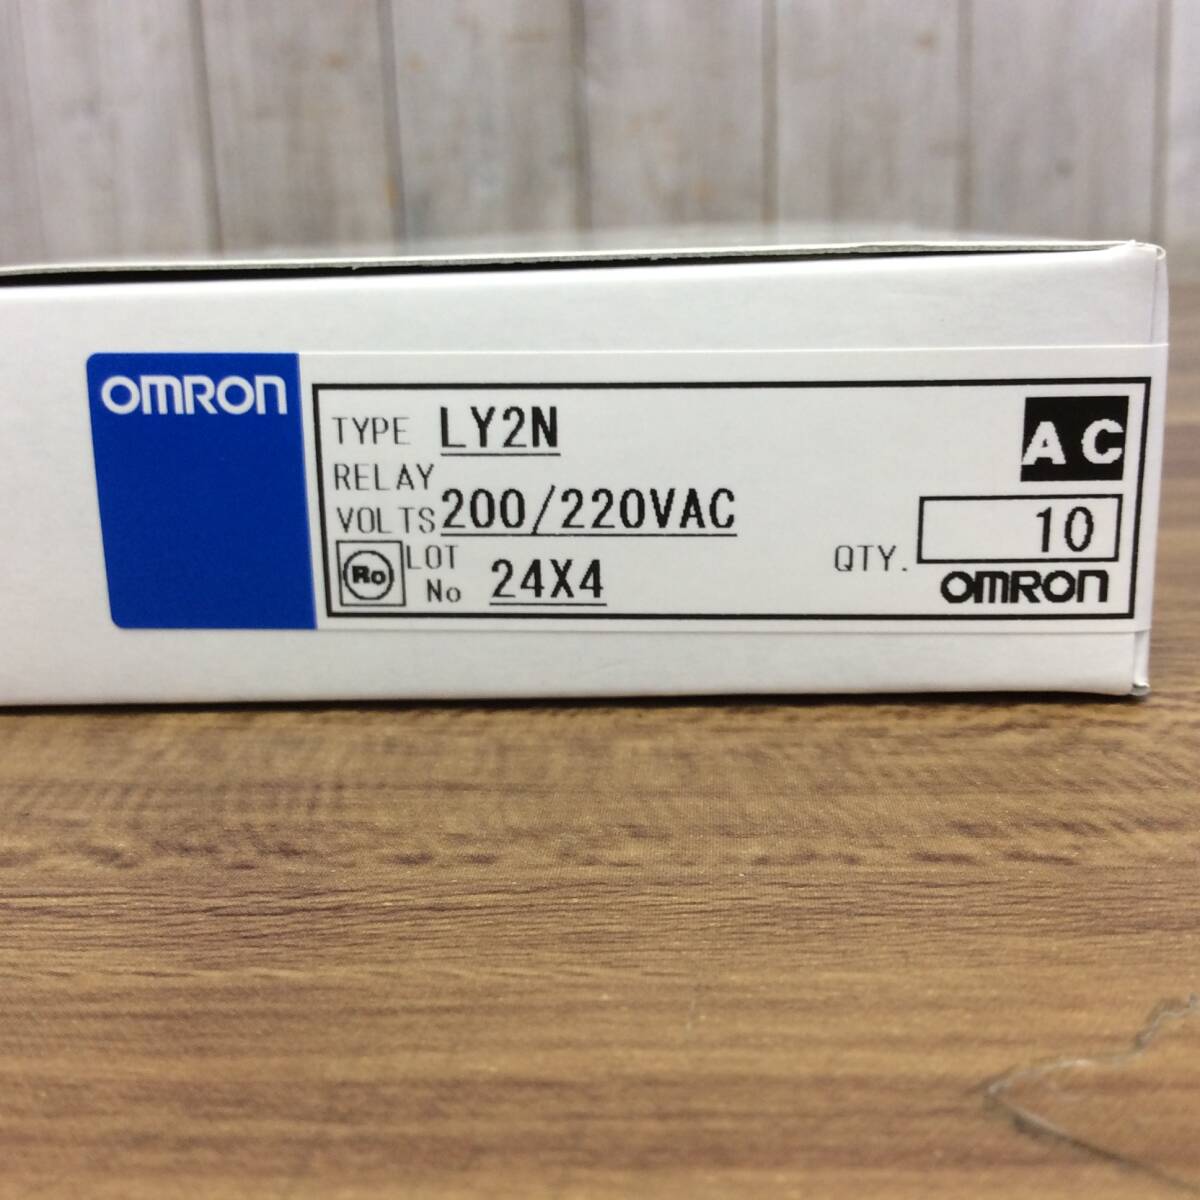 OMRON
TYPE LY2N
AC
RELAY
VOLTS 200/220VAC
QTY. 10
Ro
LOT
No 24X4
OMRON